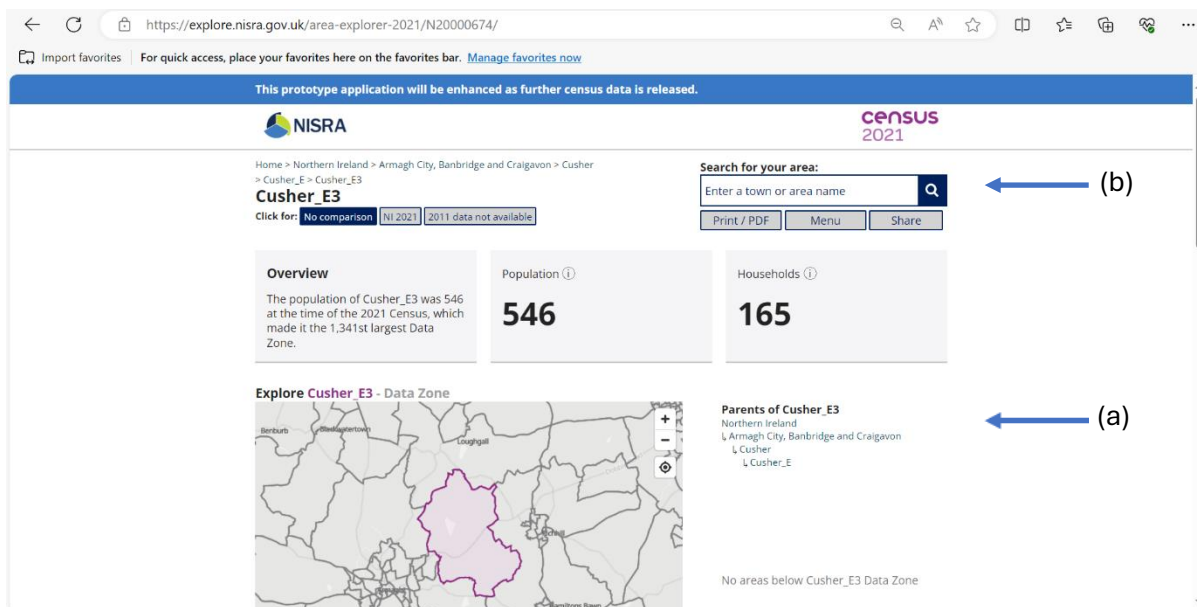 https://explore.nisra.gov.uk/area-explorer-2021/N20000674/
Import favorites
For quick access, place your favorites here on the favorites bar. Manage favorites now
This prototype application will be enhanced as further census data is released.
NISRA
census
2021
Home > Northern Ireland > Armagh City, Banbridge and Craigavon > Cusher
> Cusher_E > Cusher_E3
Cusher_E3
Click for: No comparison NI 2021 2011 data not available
Search for your area:
Enter a town or area name
Print / PDF Menu Share
(b)
Overview
The population of Cusher_E3 was 546
at the time of the 2021 Census, which
made it the 1,341st largest Data
Zone.
Population
546
Households
165
Explore Cusher_E3 - Data Zone
Benburb
Loughgall
Parents of Cusher_E3
Northern Ireland
↳ Armagh City, Banbridge and Craigavon
↳ Cusher
↳ Cusher_E
(a)
No areas below Cusher_E3 Data Zone